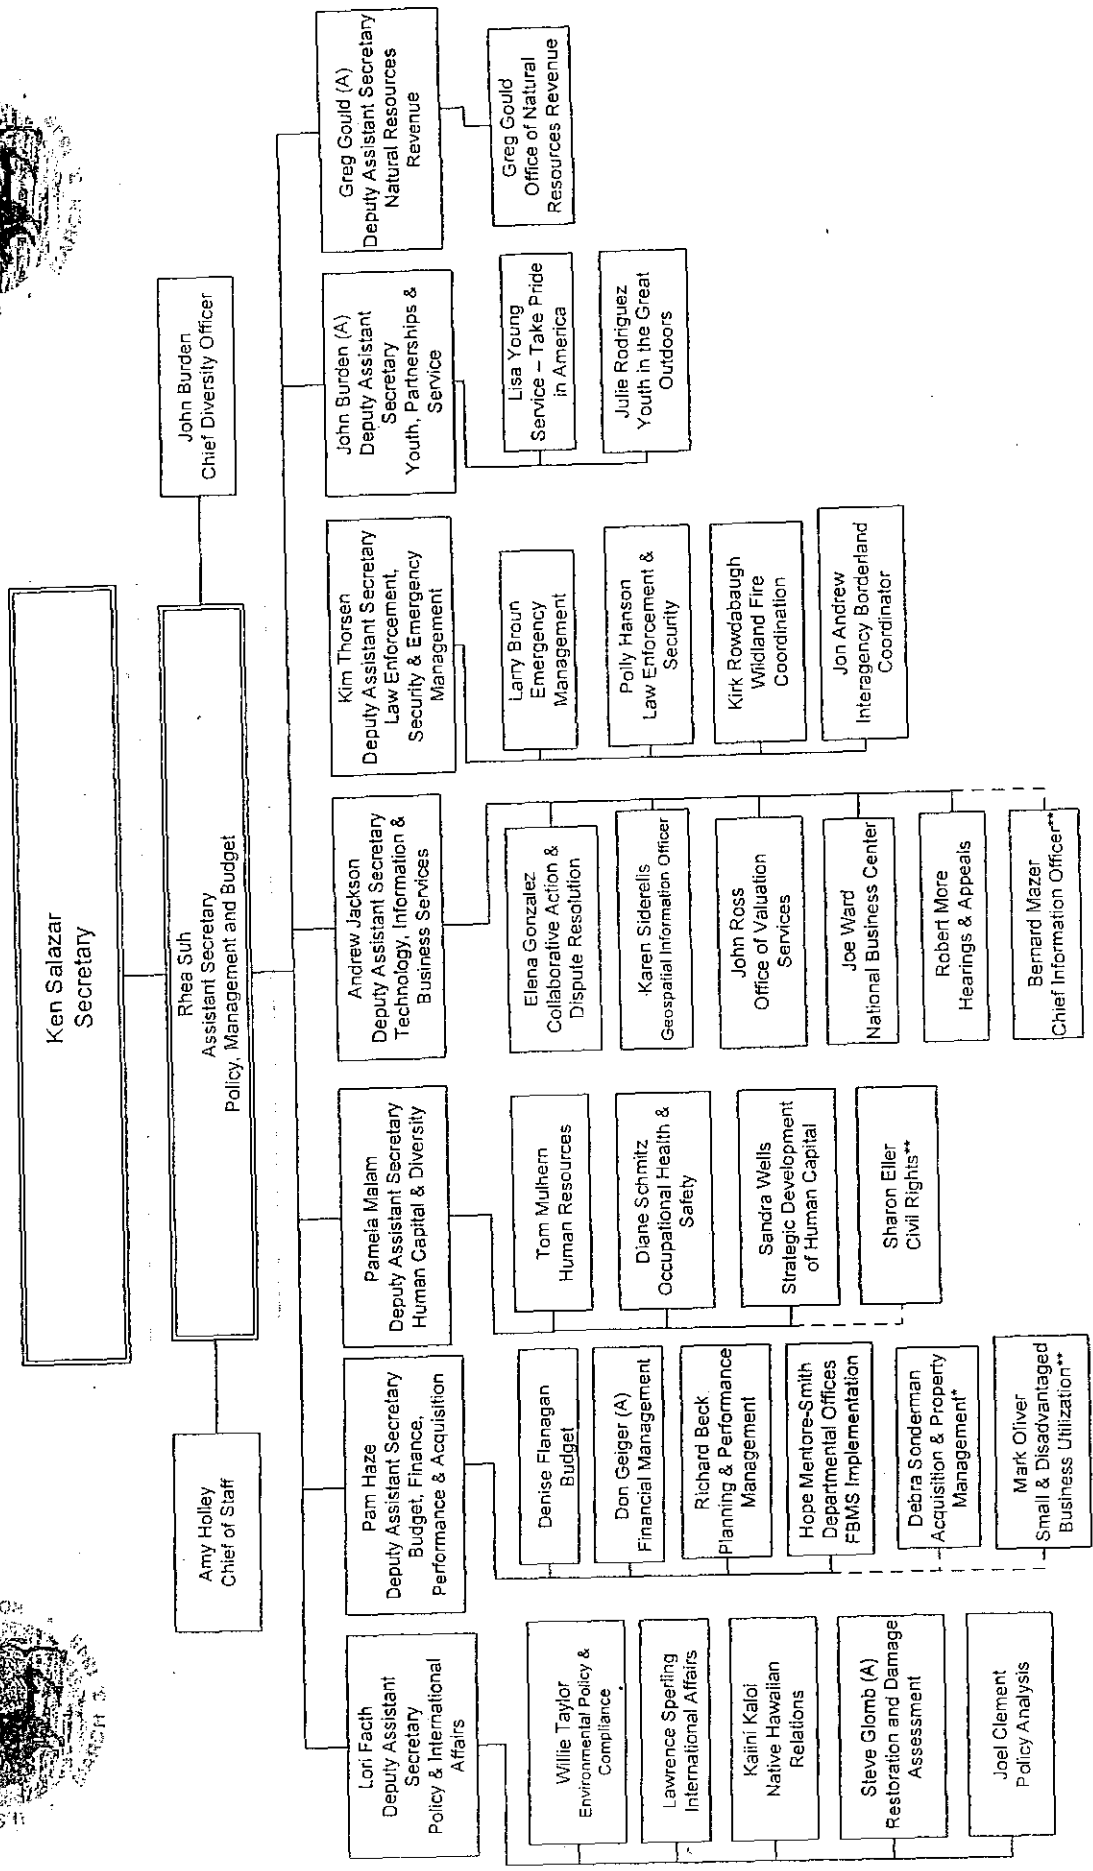 Ken Salazar
Secretary
Rhea Suh
Assistant Secretary
Policy, Management and Budget
Amy Holley
Chief of Staff
John Burden
Chief Diversity Officer
Lori Faeth
Deputy Assistant
Secretary
Policy & International
Affairs
Willie Taylor
Environmental Policy &
Compliance
Lawrence Sperling
International Affairs
Kaiini Kaloi
Native Hawaiian
Relations
Steve Glomb (A)
Restoration and Damage
Assessment
Joel Clement
Policy Analysis
Pam Haze
Deputy Assistant Secretary
Budget, Finance,
Performance & Acquisition
Denise Flanagan
Budget
Don Geiger (A)
Financial Management
Richard Beck
Planning & Performance
Management
Hope Mentore-Smith
Departmental Offices
FBMS Implementation
Debra Sonderman
Acquisition & Property
Management*
Mark Oliver
Small & Disadvantaged
Business Utilization**
Pamela Malam
Deputy Assistant Secretary
Human Capital & Diversity
Tom Mulhern
Human Resources
Diane Schmitz
Occupational Health &
Safety
Sandra Wells
Strategic Development
of Human Capital
Sharon Eller
Civil Rights**
Andrew Jackson
Deputy Assistant Secretary
Technology, Information &
Business Services
Elena Gonzalez
Collaborative Action &
Dispute Resolution
Karen Siderelis
Geospatial Information Officer
John Ross
Office of Valuation
Services
Joe Ward
National Business Center
Robert More
Hearings & Appeals
Bernard Mazer
Chief Information Officer**
Kim Thorsen
Deputy Assistant Secretary
Law Enforcement,
Security & Emergency
Management
Larry Broun
Emergency
Management
Polly Hanson
Law Enforcement &
Security
Kirk Rowdabaugh
Wildland Fire
Coordination
Jon Andrew
Interagency Borderland
Coordinator
John Burden (A)
Deputy Assistant
Secretary
Youth, Partnerships &
Service
Lisa Young
Service – Take Pride
in America
Julie Rodriguez
Youth in the Great
Outdoors
Greg Gould (A)
Deputy Assistant Secretary
Natural Resources
Revenue
Greg Gould
Office of Natural
Resources Revenue